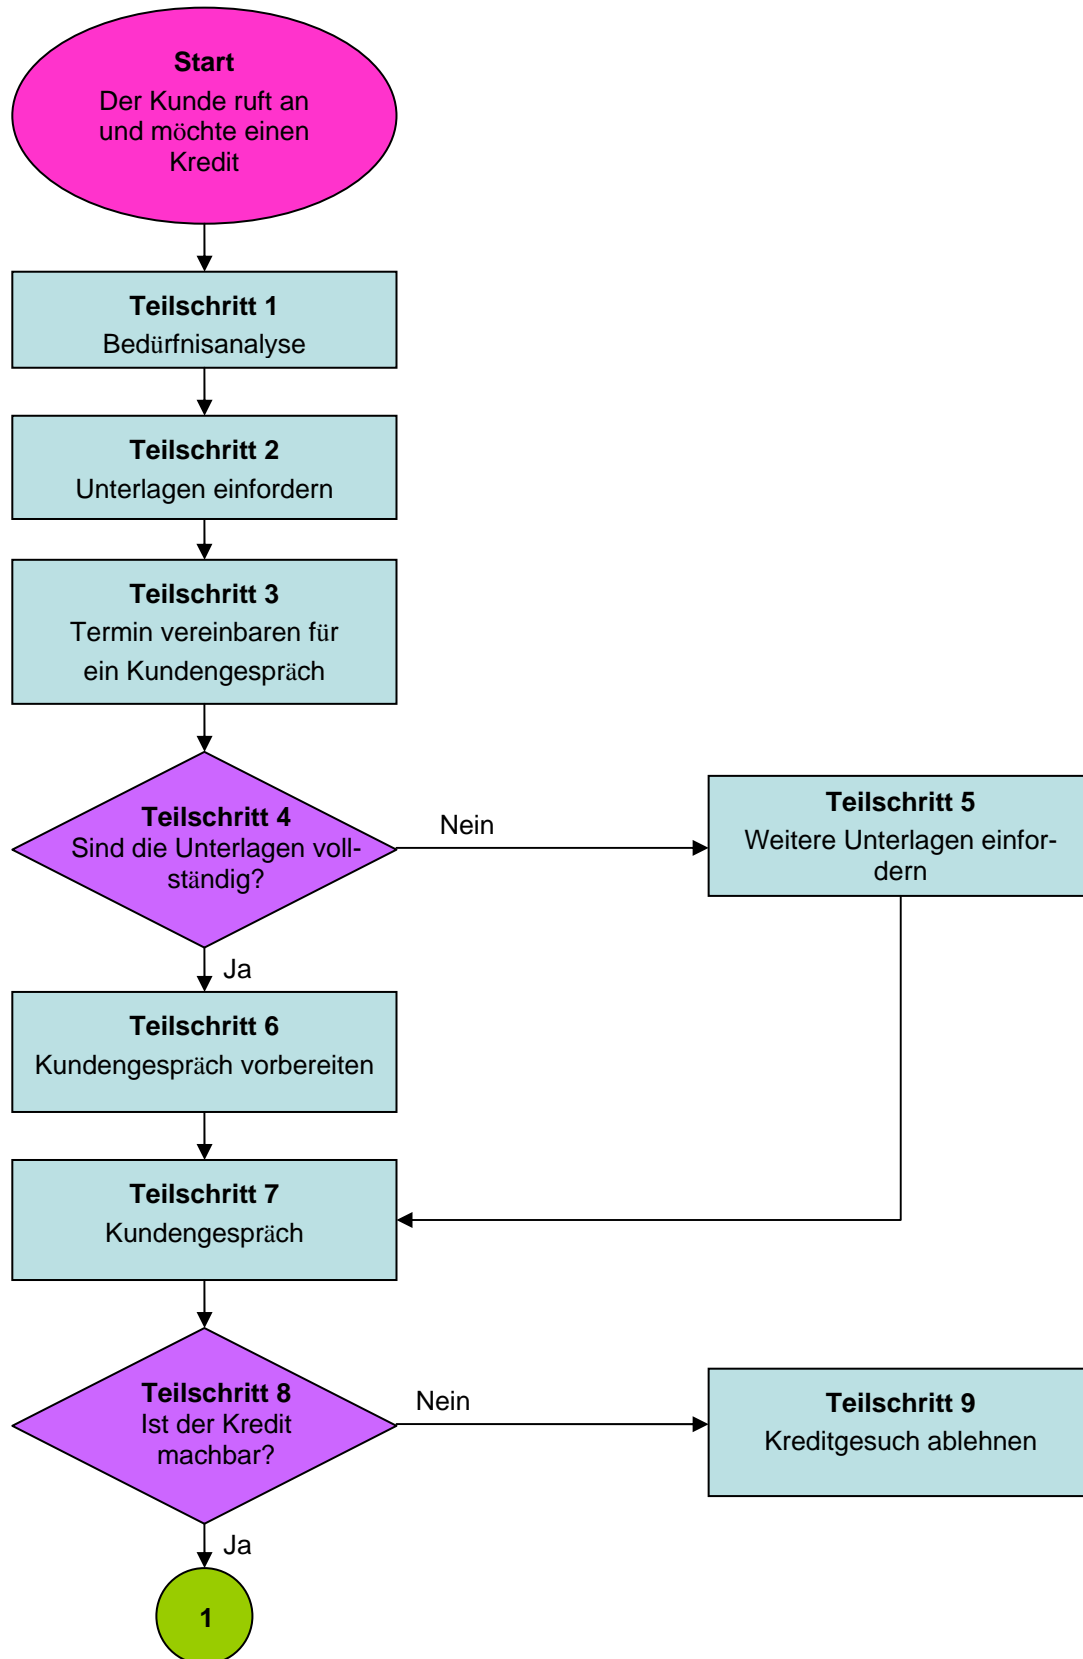 Start
Der Kunde ruft an
und möchte einen
Kredit
Teilschritt 1
Bedürfnisanalyse
Teilschritt 2
Unterlagen einfordern
Teilschritt 3
Termin vereinbaren für
ein Kundengespräch
Teilschritt 4
Sind die Unterlagen voll-
ständig?
Nein
Teilschritt 5
Weitere Unterlagen einfor-
dern
Ja
Teilschritt 6
Kundengespräch vorbereiten
Teilschritt 7
Kundengespräch
Teilschritt 8
Ist der Kredit
machbar?
Nein
Teilschritt 9
Kreditgesuch ablehnen
Ja
1